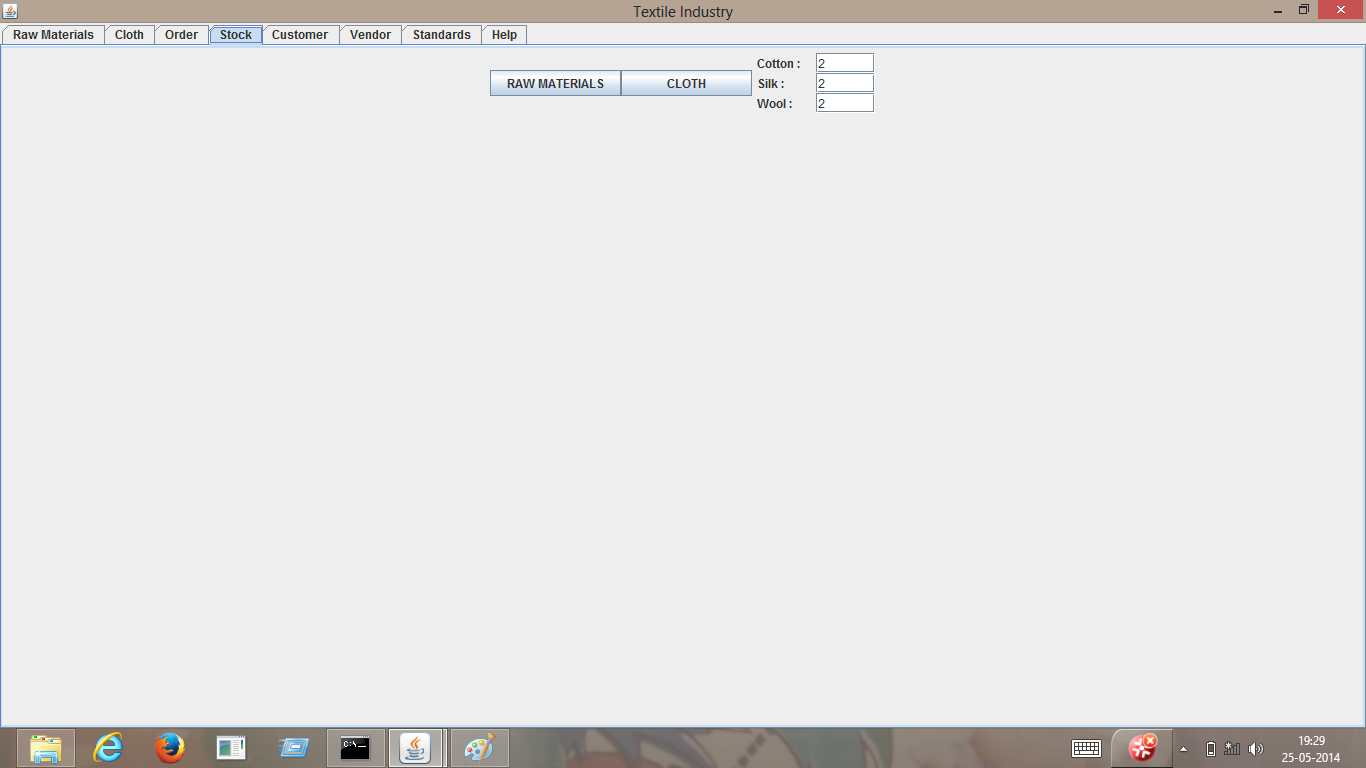 Textile Industry
Raw Materials Cloth Order Stock Customer Vendor Standards Help
Cotton : 2
RAW MATERIALS CLOTH Silk : 2
Wool : 2
C:\._
19:29
25-05-2014